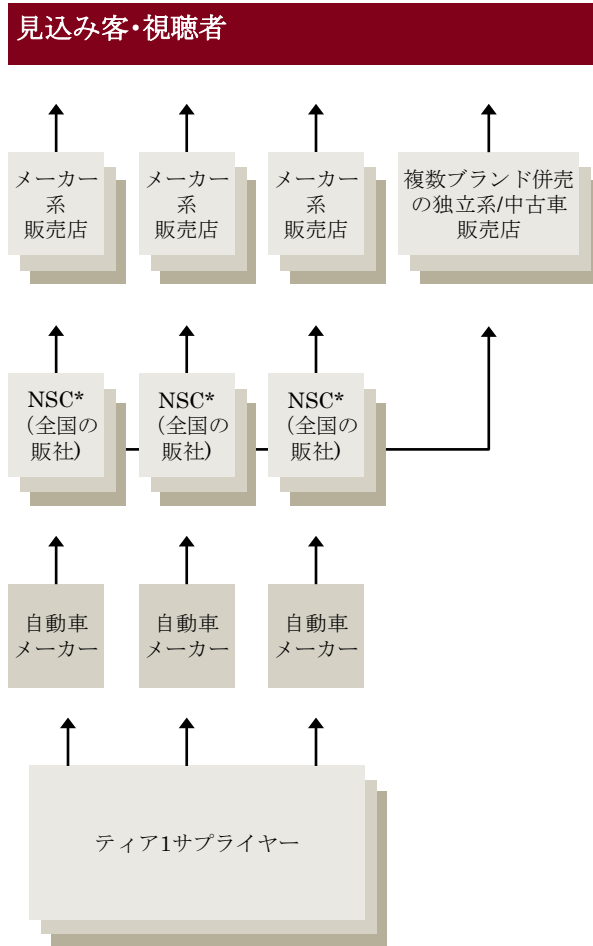 見込み客・視聴者
メーカー
系
販売店
メーカー
系
販売店
メーカー
系
販売店
複数ブランド併売
の独立系/中古車
販売店
NSC*
（全国の
販社)
NSC*
（全国の
販社)
NSC*
（全国の
販社)
自動車
メーカー
自動車
メーカー
自動車
メーカー
ティア1サプライヤー